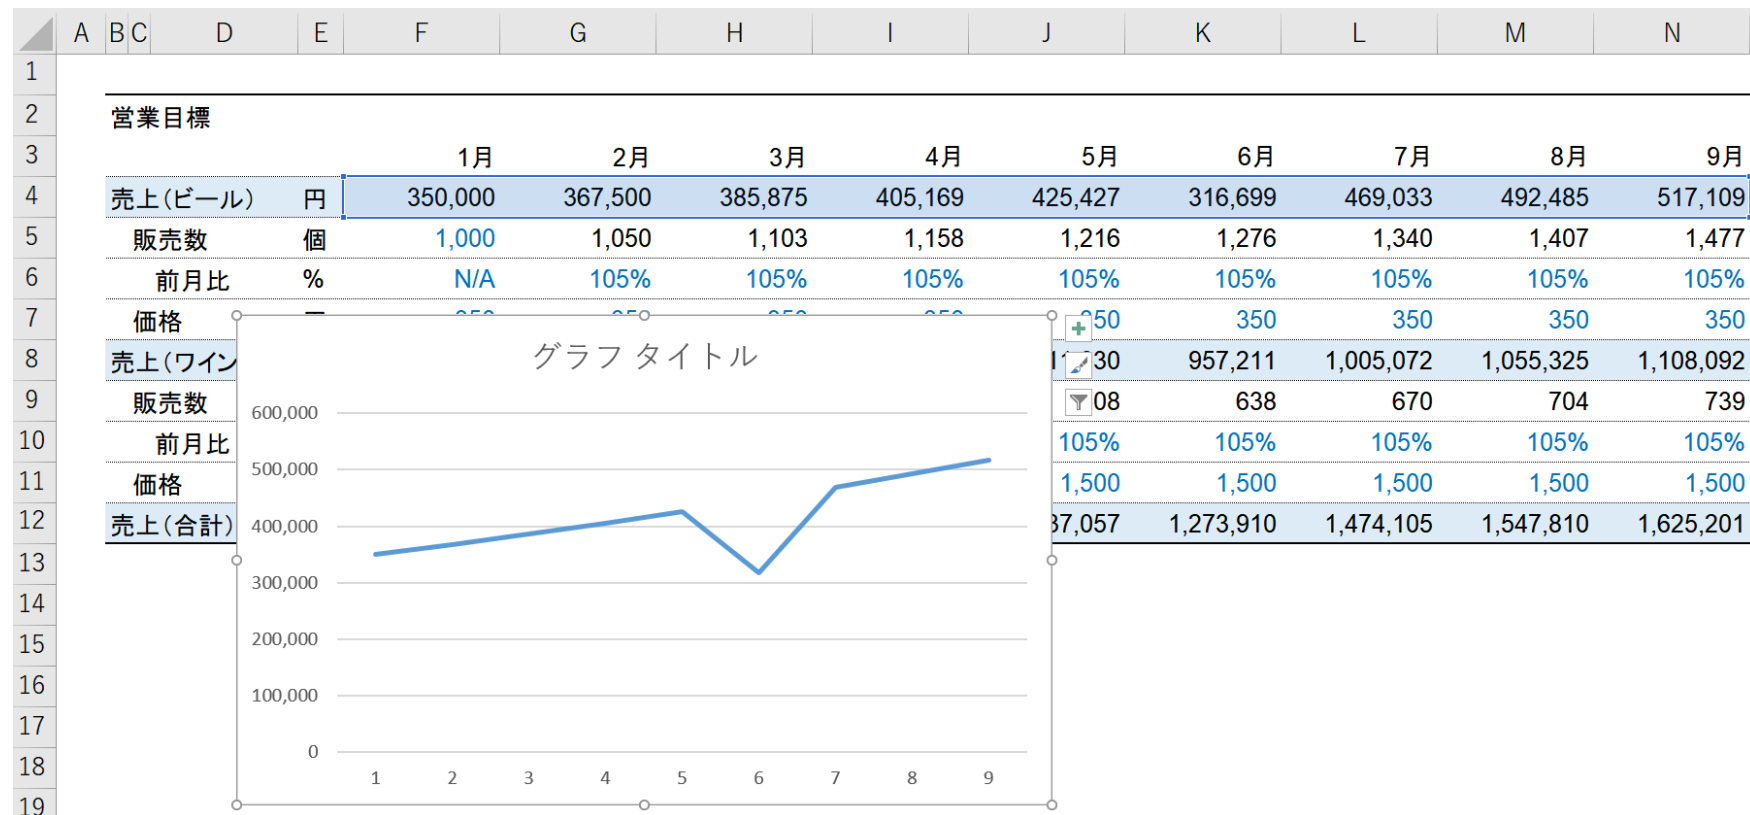 A B C D E F G H I J K L M N
1
2 営業目標
3 1月 2月 3月 4月 5月 6月 7月 8月 9月
4 売上(ビール) 円 350,000 367,500 385,875 405,169 425,427 316,699 469,033 492,485 517,109
5 販売数 個 1,000 1,050 1,103 1,158 1,216 1,276 1,340 1,407 1,477
6 前月比 % N/A 105% 105% 105% 105% 105% 105% 105% 105%
7 価格 350 350 350 350
8 売上(ワイン 957,211 1,005,072 1,055,325 1,108,092
9 販売数 638 670 704 739
10 前月比 105% 105% 105% 105% 105%
11 価格 1,500 1,500 1,500 1,500 1,500
12 売上(合計) 37,057 1,273,910 1,474,105 1,547,810 1,625,201
13
14
15
16
17
18
19
グラフ タイトル
600,000
500,000
400,000
300,000
200,000
100,000
0
1 2 3 4 5 6 7 8 9